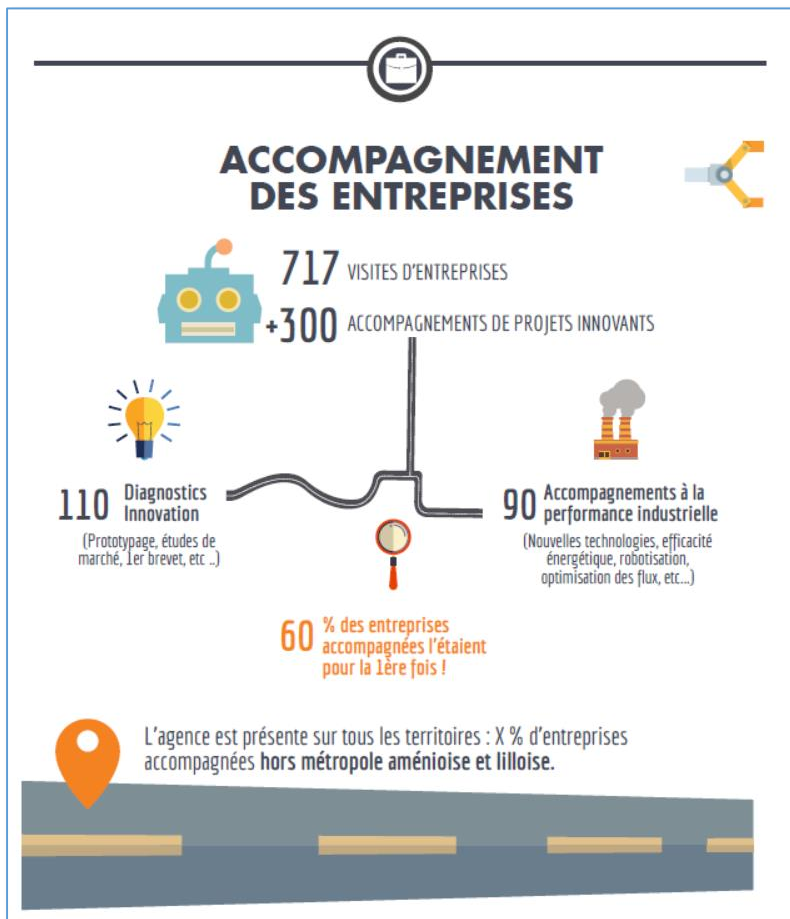 ACCOMPAGNEMENT
DES ENTREPRISES
717 VISITES D'ENTREPRISES
+300 ACCOMPAGNEMENTS DE PROJETS INNOVANTS
110 Diagnostics
Innovation
(Prototypage, études de
marché, 1er brevet, etc ..)
90 Accompagnements à la
performance industrielle
(Nouvelles technologies, efficacité
énergétique, robotisation,
optimisation des flux, etc...)
60 % des entreprises
accompagnées l'étaient
pour la 1ère fois !
L'agence est présente sur tous les territoires : X % d'entreprises
accompagnées hors métropole aménioise et lilloise.